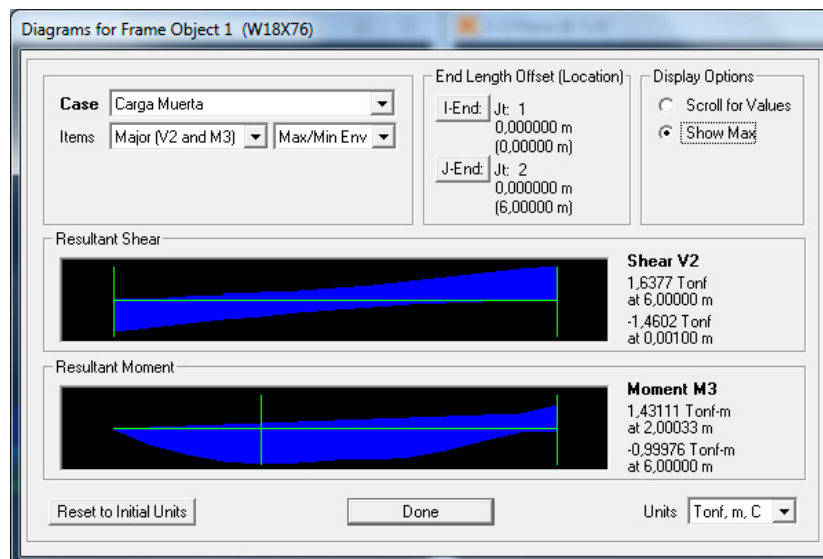 Diagrams for Frame Object 1 (W18X76)
Case Carga Muerta
Items Major (V2 and M3) Max/Min Env
End Length Offset (Location)
I-End: Jt: 1
0,000000 m
(0,00000 m)
J-End: Jt: 2
0,000000 m
(6,00000 m)
Display Options
Scroll for Values
Show Max
Resultant Shear
Shear V2
1,6377 Tonf
at 6,00000 m
-1,4602 Tonf
at 0,00100 m
Resultant Moment
Moment M3
1,43111 Tonf-m
at 2,00033 m
-0,99976 Tonf-m
at 6,00000 m
Reset to Initial Units
Done
Units Tonf, m, C